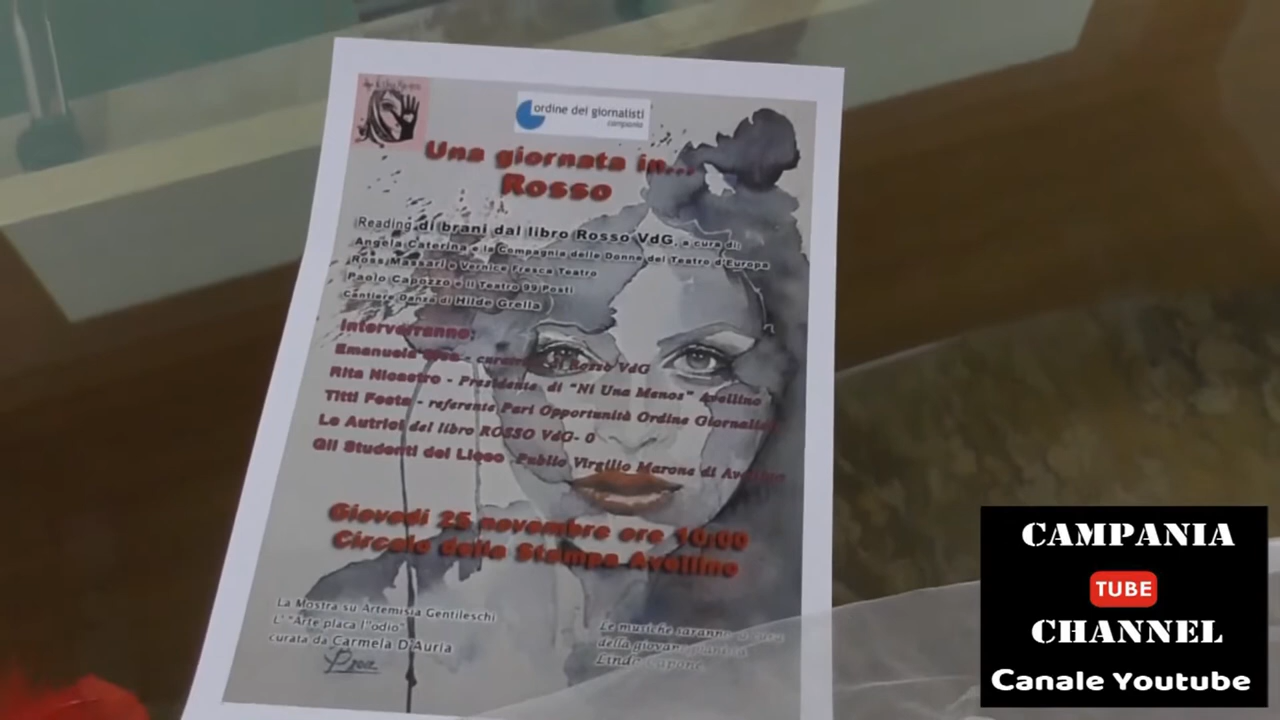 ordine dei giornalisti
campania
Una giornata in...
Rosso
Reading di brani dal libro Rosso VdG, a cura di:
Angela Caterina e la Compagnia delle Donne del Teatro d'Europa
Ross Massari e Vernice Fresca Teatro
Paolo Capozzo e il Teatro 99 Posti
Cantiere Danza di Hilde Grella
Interverranno:
Emanuela - di Rosso VdG
Rita Nicastro - Presidente di "Ni Una Menos" Avellino
Titti Festa - referente Pari Opportunità Ordine Giornalisti
Le Autrici del libro ROSSO VdG- 0
Gli Studenti del Liceo Publio Virgilio Marone di Avellino
Giovedì 25 novembre ore 10:00
Circolo della Stampa Avellino
La Mostra su Artemisia Gentileschi
L' "Arte placa l'odio"
curata da Carmela D'Auria
Le musiche saranno a cura
della giovane pianista
Capone
CAMPANIA
TUBE
CHANNEL
Canale Youtube